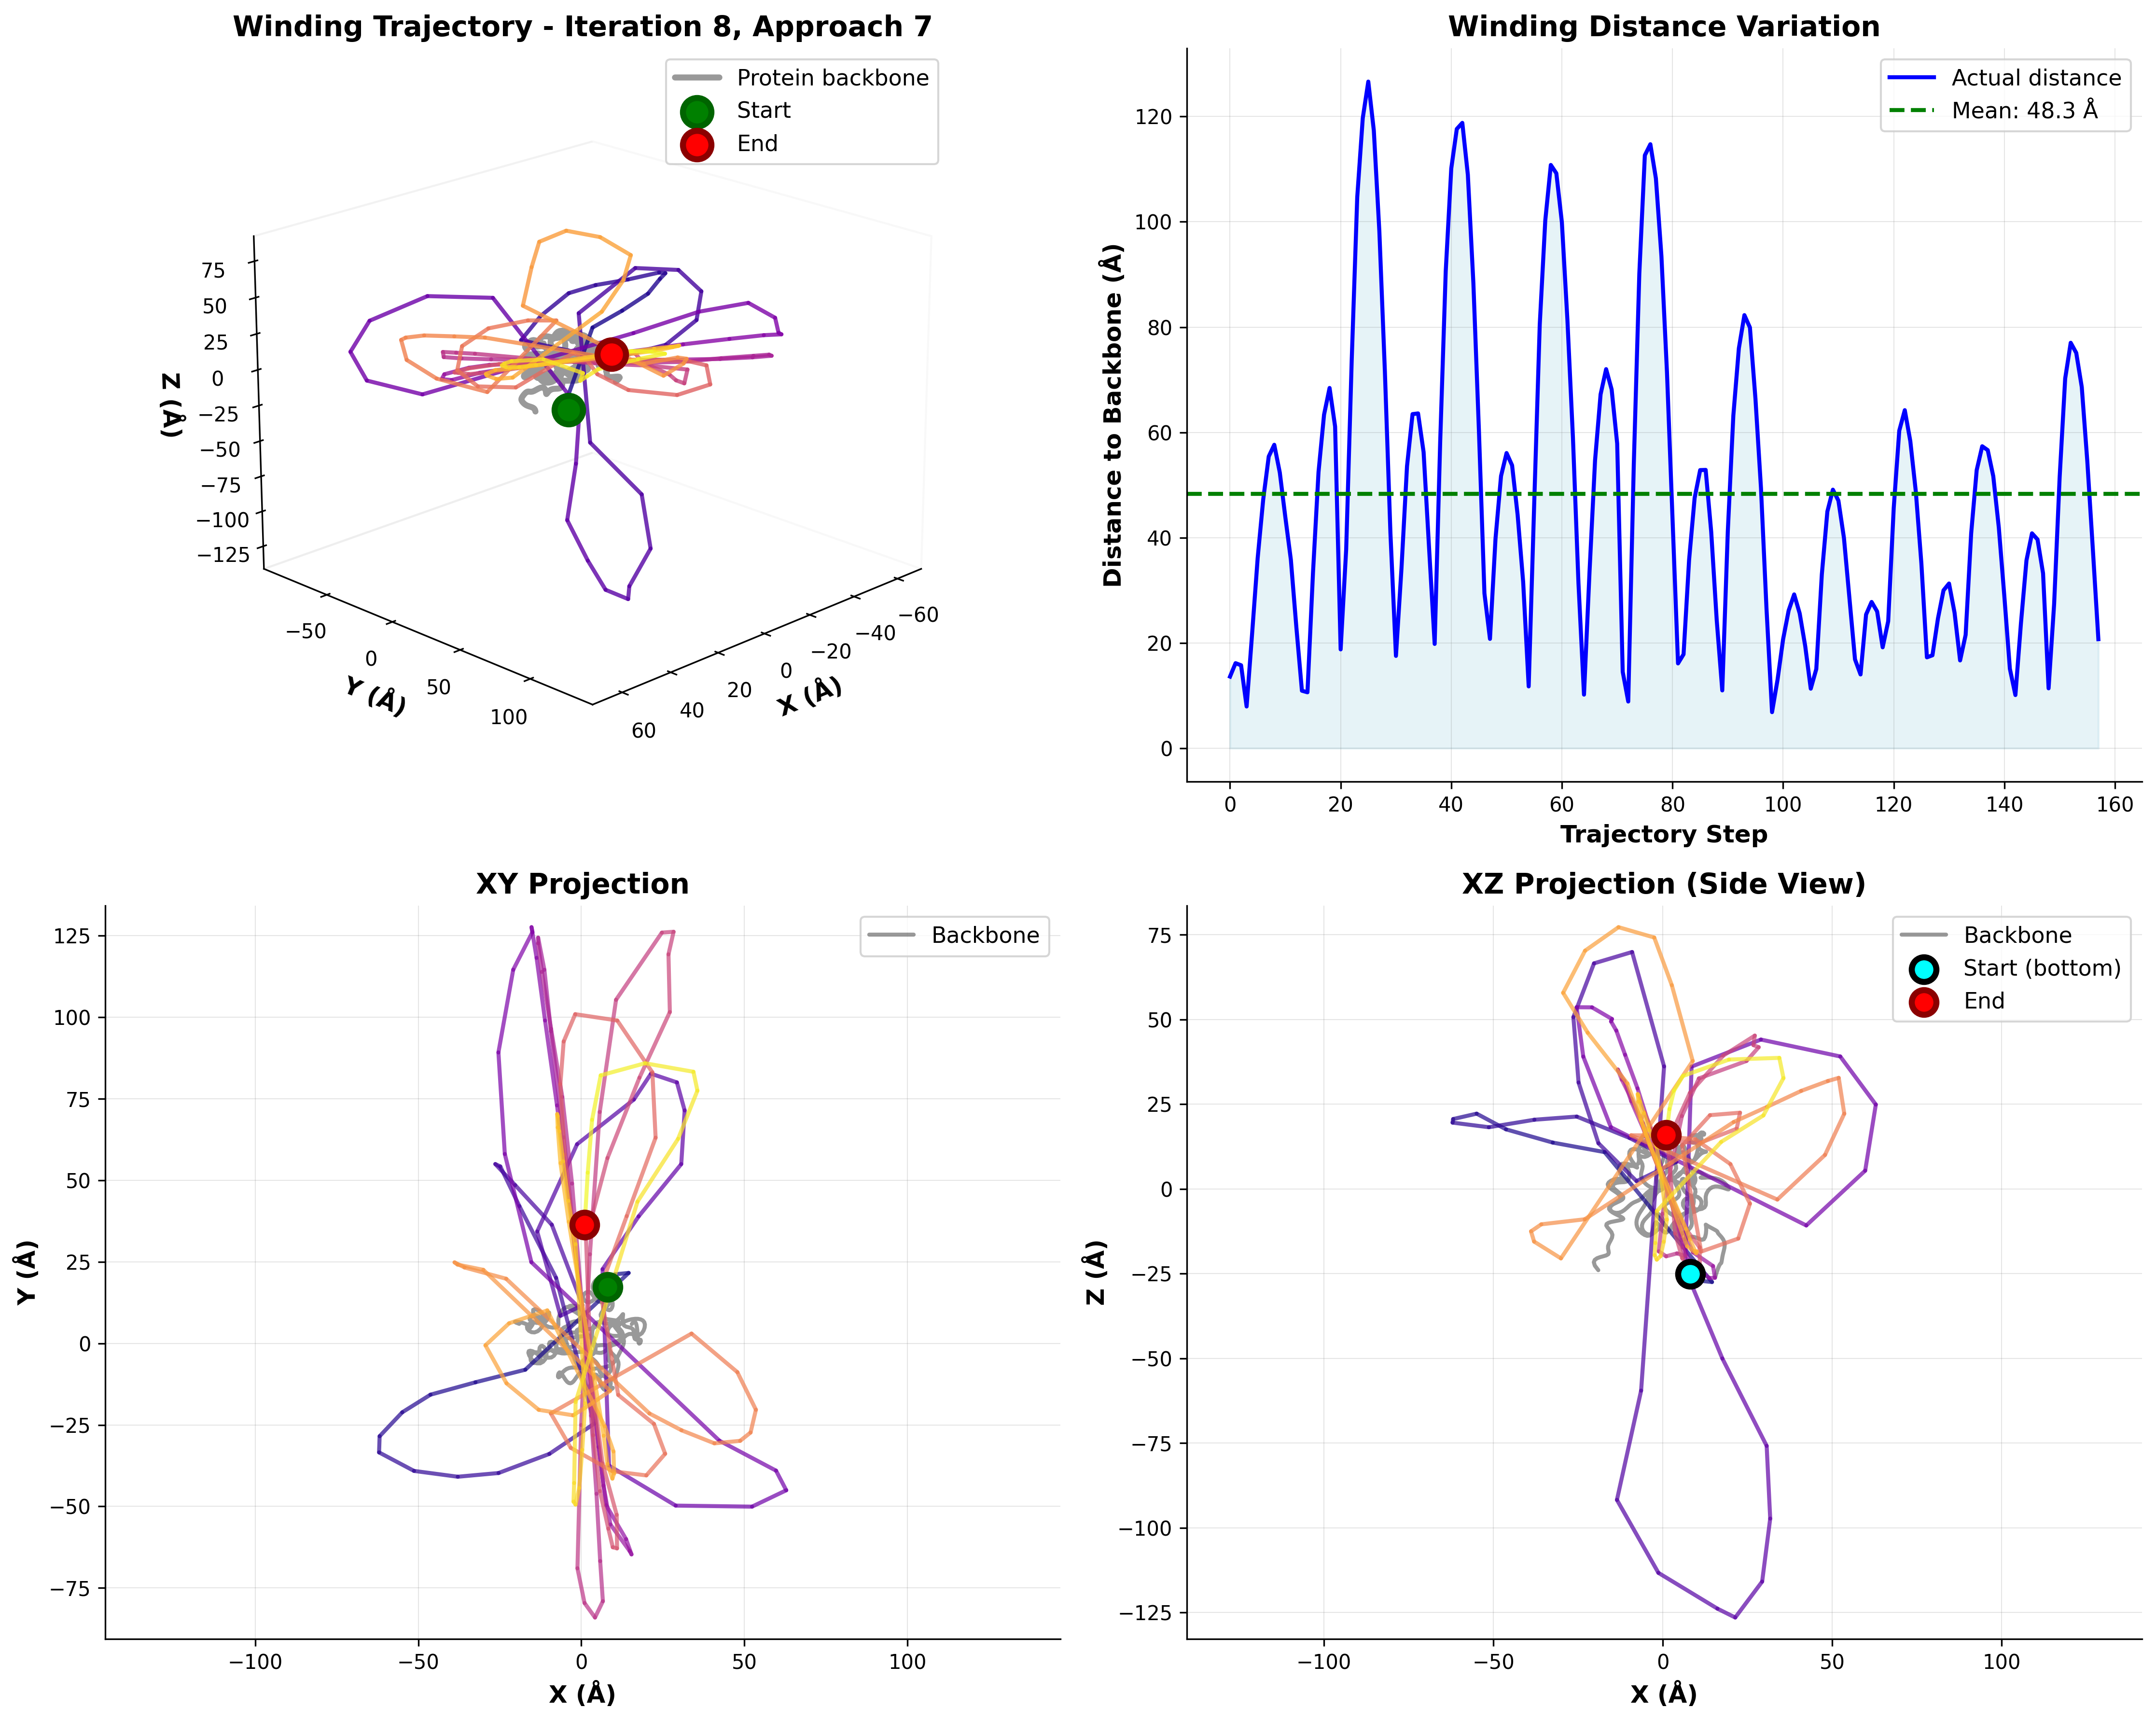 Winding Trajectory - Iteration 8, Approach 7
Protein backbone
Start
End
75
50
25
0
−25
−50
−75
−100
−125
Z (Å)
−50
0
50
100
Y (Å)
60
40
20
0
−20
−40
−60
X (Å)
Winding Distance Variation
Actual distance
Mean: 48.3 Å
120
100
80
60
40
20
0
Distance to Backbone (Å)
0 20 40 60 80 100 120 140 160
Trajectory Step
XY Projection
Backbone
125
100
75
50
25
0
−25
−50
−75
Y (Å)
−100 −50 0 50 100
X (Å)
XZ Projection (Side View)
Backbone
Start (bottom)
End
75
50
25
0
−25
−50
−75
−100
−125
Z (Å)
−100 −50 0 50 100
X (Å)